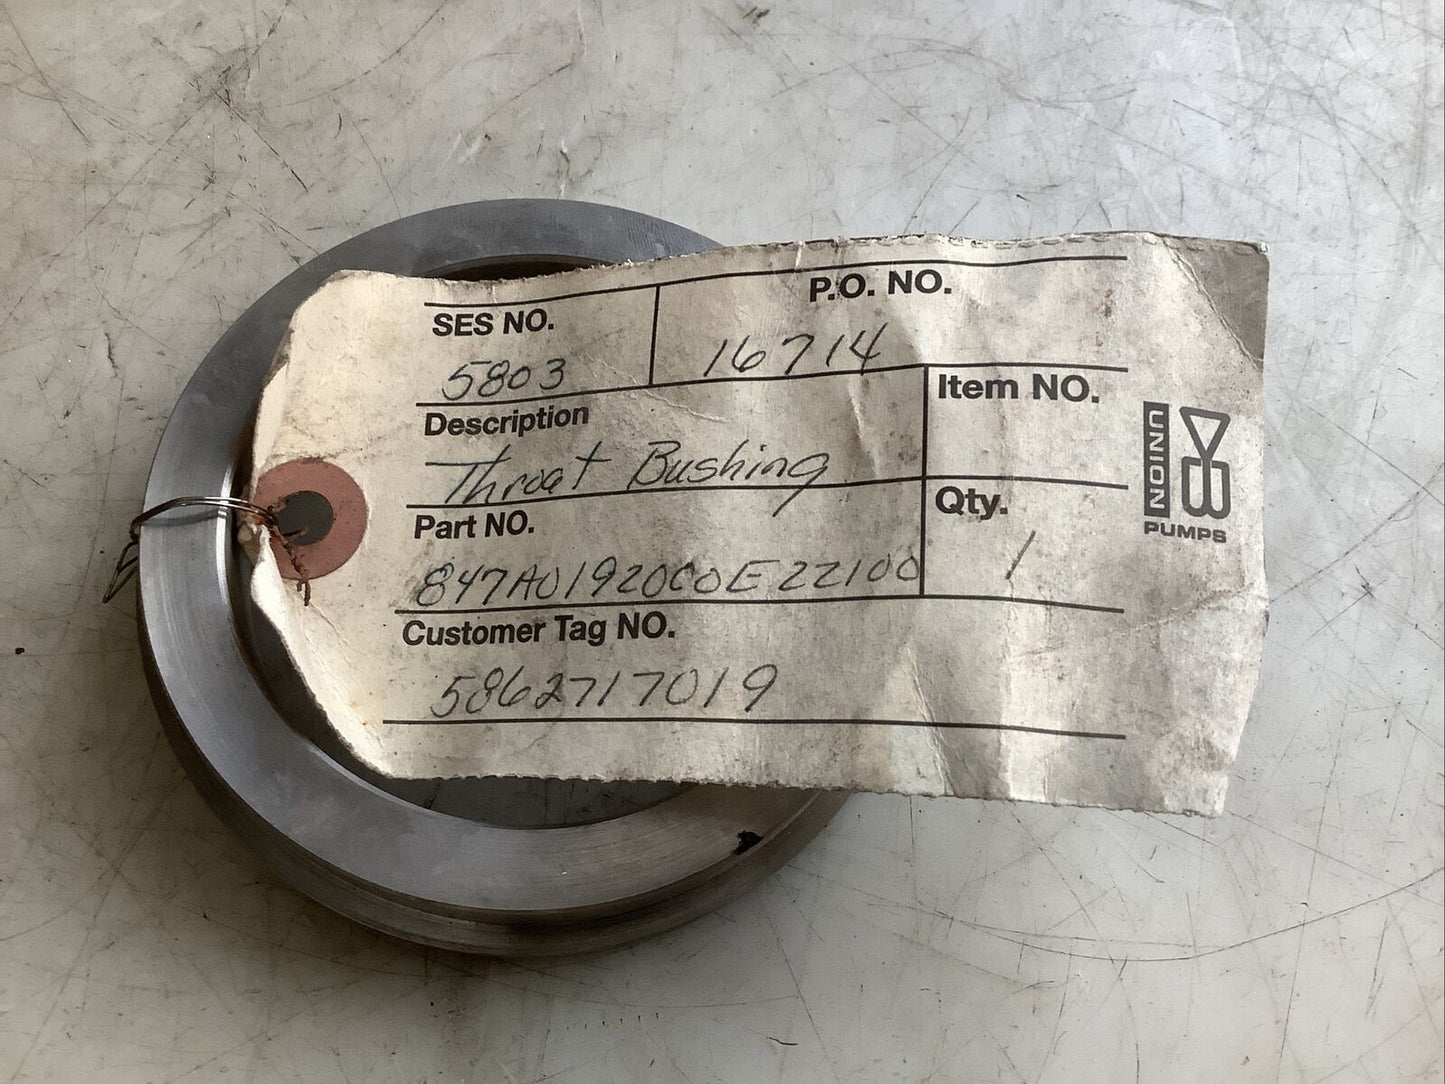 SES NO.
P.O. NO.
5803
16714
Description
Throat Bushing
Item NO.
Part NO.
847A01920C0E22100
Qty.
1
Customer Tag NO.
5862717019
UNION
PUMPS